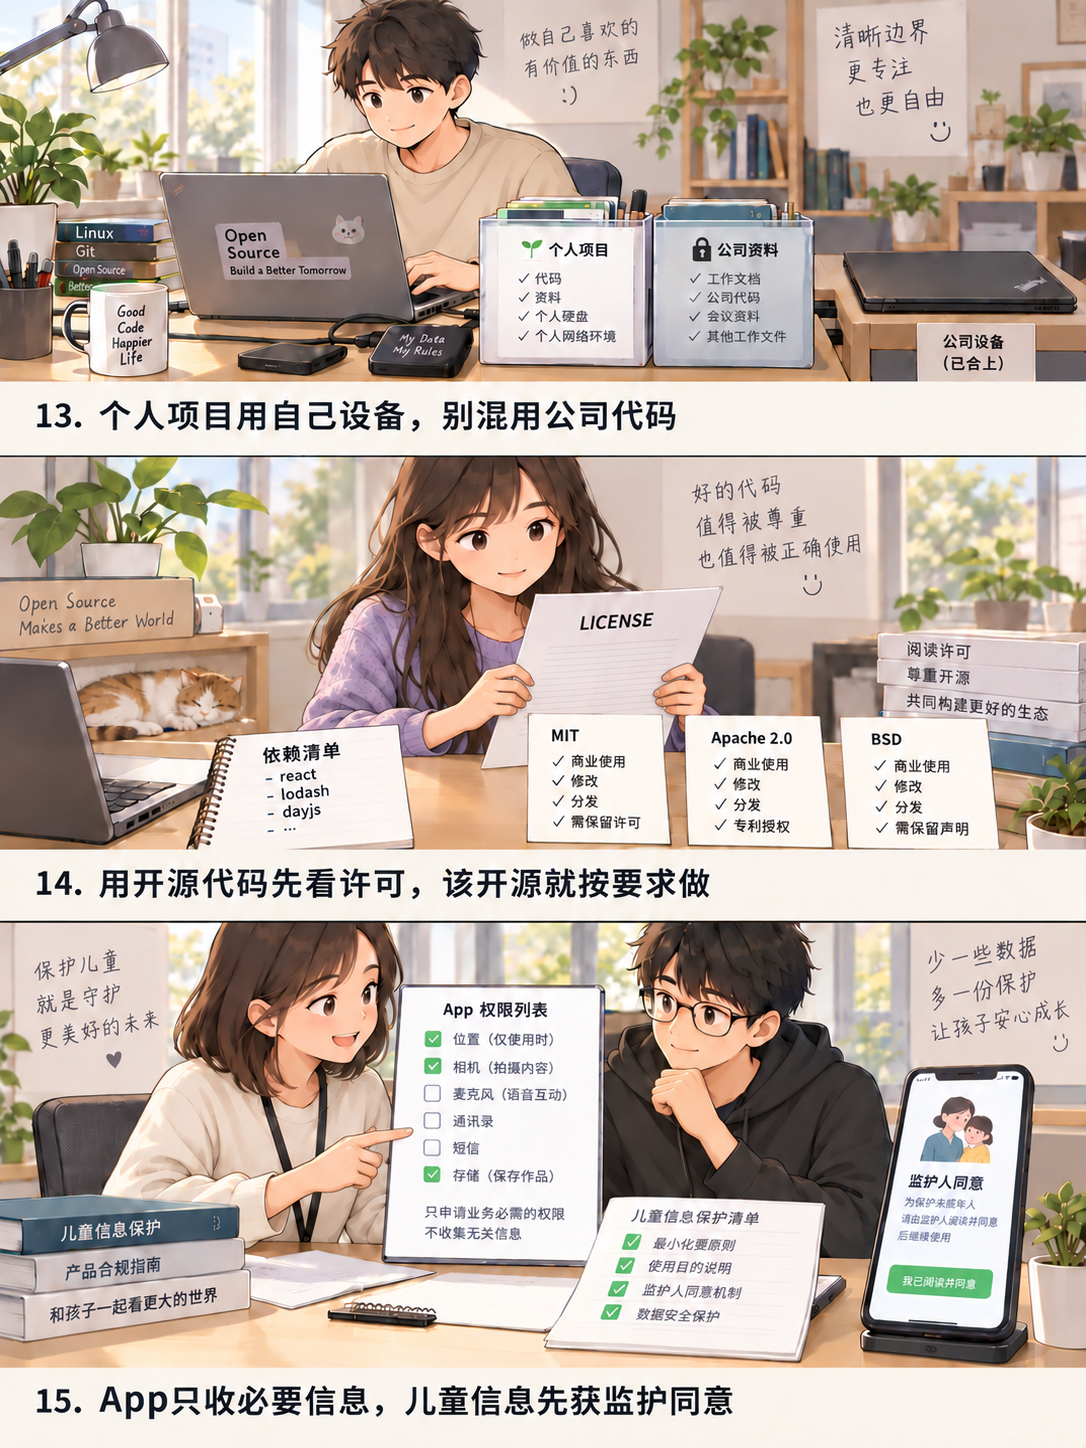 做自己喜欢的
有价值的东西
:)
清晰边界
更专注
也更自由
Linux
Git
Open Source
Better
Good
Code
Happier
Life
Open
Source
Build a Better Tomorrow
My Data
My Rules
个人项目
✓ 代码
✓ 资料
✓ 个人硬盘
✓ 个人网络环境
公司资料
✓ 工作文档
✓ 公司代码
✓ 会议资料
✓ 其他工作文件
公司设备
（已合上）
13. 个人项目用自己设备，别混用公司代码
好的代码
值得被尊重
也值得被正确使用
Open Source
Makes a Better World
LICENSE
阅读许可
尊重开源
共同构建更好的生态
依赖清单
- react
- lodash
- dayjs
- ...
MIT
✓ 商业使用
✓ 修改
✓ 分发
✓ 需保留许可
Apache 2.0
✓ 商业使用
✓ 修改
✓ 分发
✓ 专利授权
BSD
✓ 商业使用
✓ 修改
✓ 分发
✓ 需保留声明
14. 用开源代码先看许可，该开源就按要求做
保护儿童
就是守护
更美好的未来
App 权限列表
位置（仅使用时）
相机（拍摄内容）
麦克风（语音互动）
通讯录
短信
存储（保存作品）
只申请业务必需的权限
不收集无关信息
少一些数据
多一份保护
让孩子安心成长
监护人同意
为保护未成年人
请由监护人阅读并同意
后继续使用
我已阅读并同意
儿童信息保护
产品合规指南
和孩子一起看更大的世界
儿童信息保护清单
最小化要原则
使用目的说明
监护人同意机制
数据安全保护
15. App只收必要信息，儿童信息先获监护同意